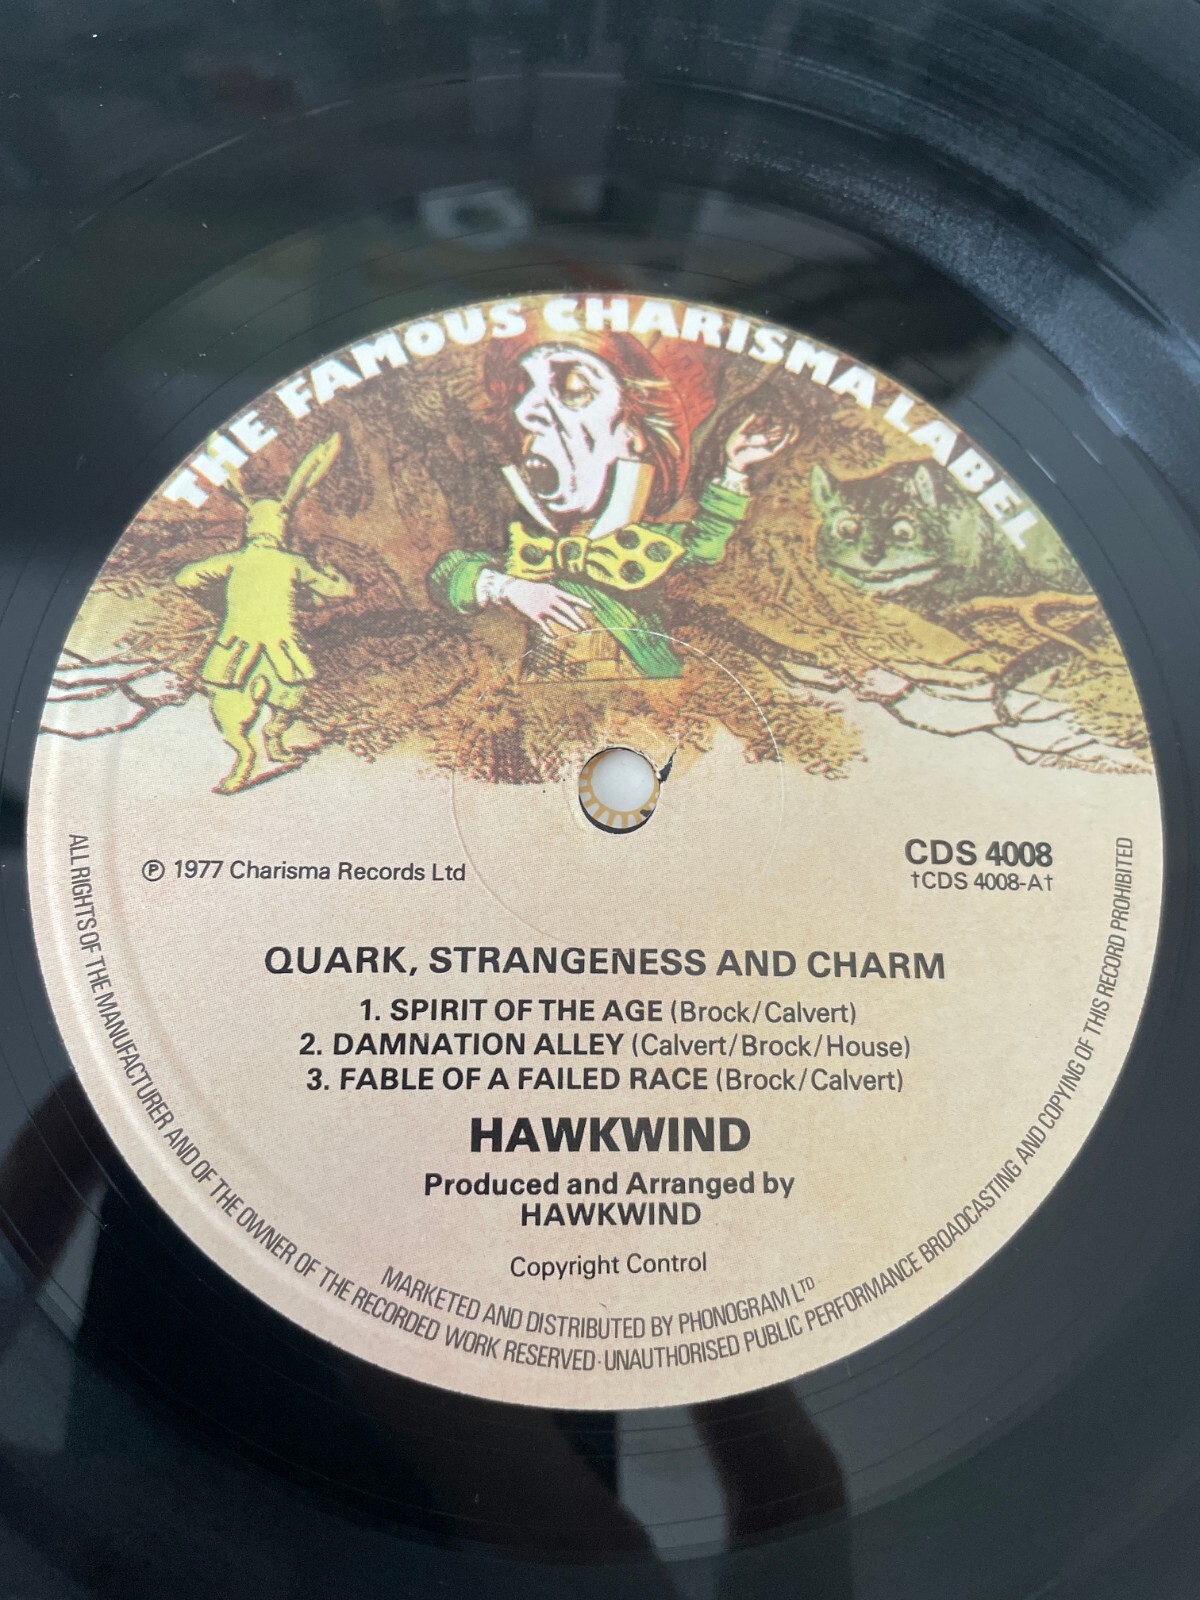 THE FAMOUS CHARISMA LABEL
Christensen
℗ 1977 Charisma Records Ltd
CDS 4008
†CDS 4008-A†
QUARK, STRANGENESS AND CHARM
1. SPIRIT OF THE AGE (Brock/Calvert)
2. DAMNATION ALLEY (Calvert/Brock/House)
3. FABLE OF A FAILED RACE (Brock/Calvert)
HAWKWIND
Produced and Arranged by
HAWKWIND
Copyright Control
MARKETED AND DISTRIBUTED BY PHONOGRAM LTD.
ALL RIGHTS OF THE MANUFACTURER AND OF THE OWNER OF THE RECORDED WORK RESERVED · UNAUTHORISED PUBLIC PERFORMANCE BROADCASTING AND COPYING OF THIS RECORD PROHIBITED